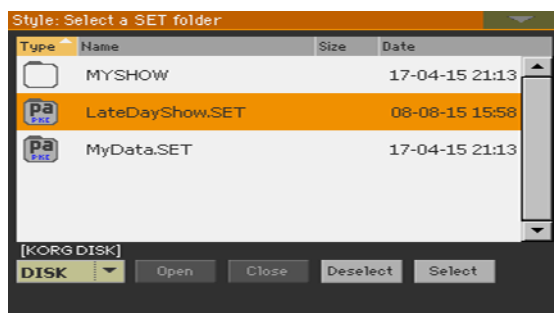 Style: Select a SET folder
Type Name Size Date
MYSHOW 17-04-15 21:13
Pa PKG LateDayShow.SET 08-08-15 15:58
Pa PKG MyData.SET 17-04-15 21:13
[KORG DISK]
DISK Open Close Deselect Select